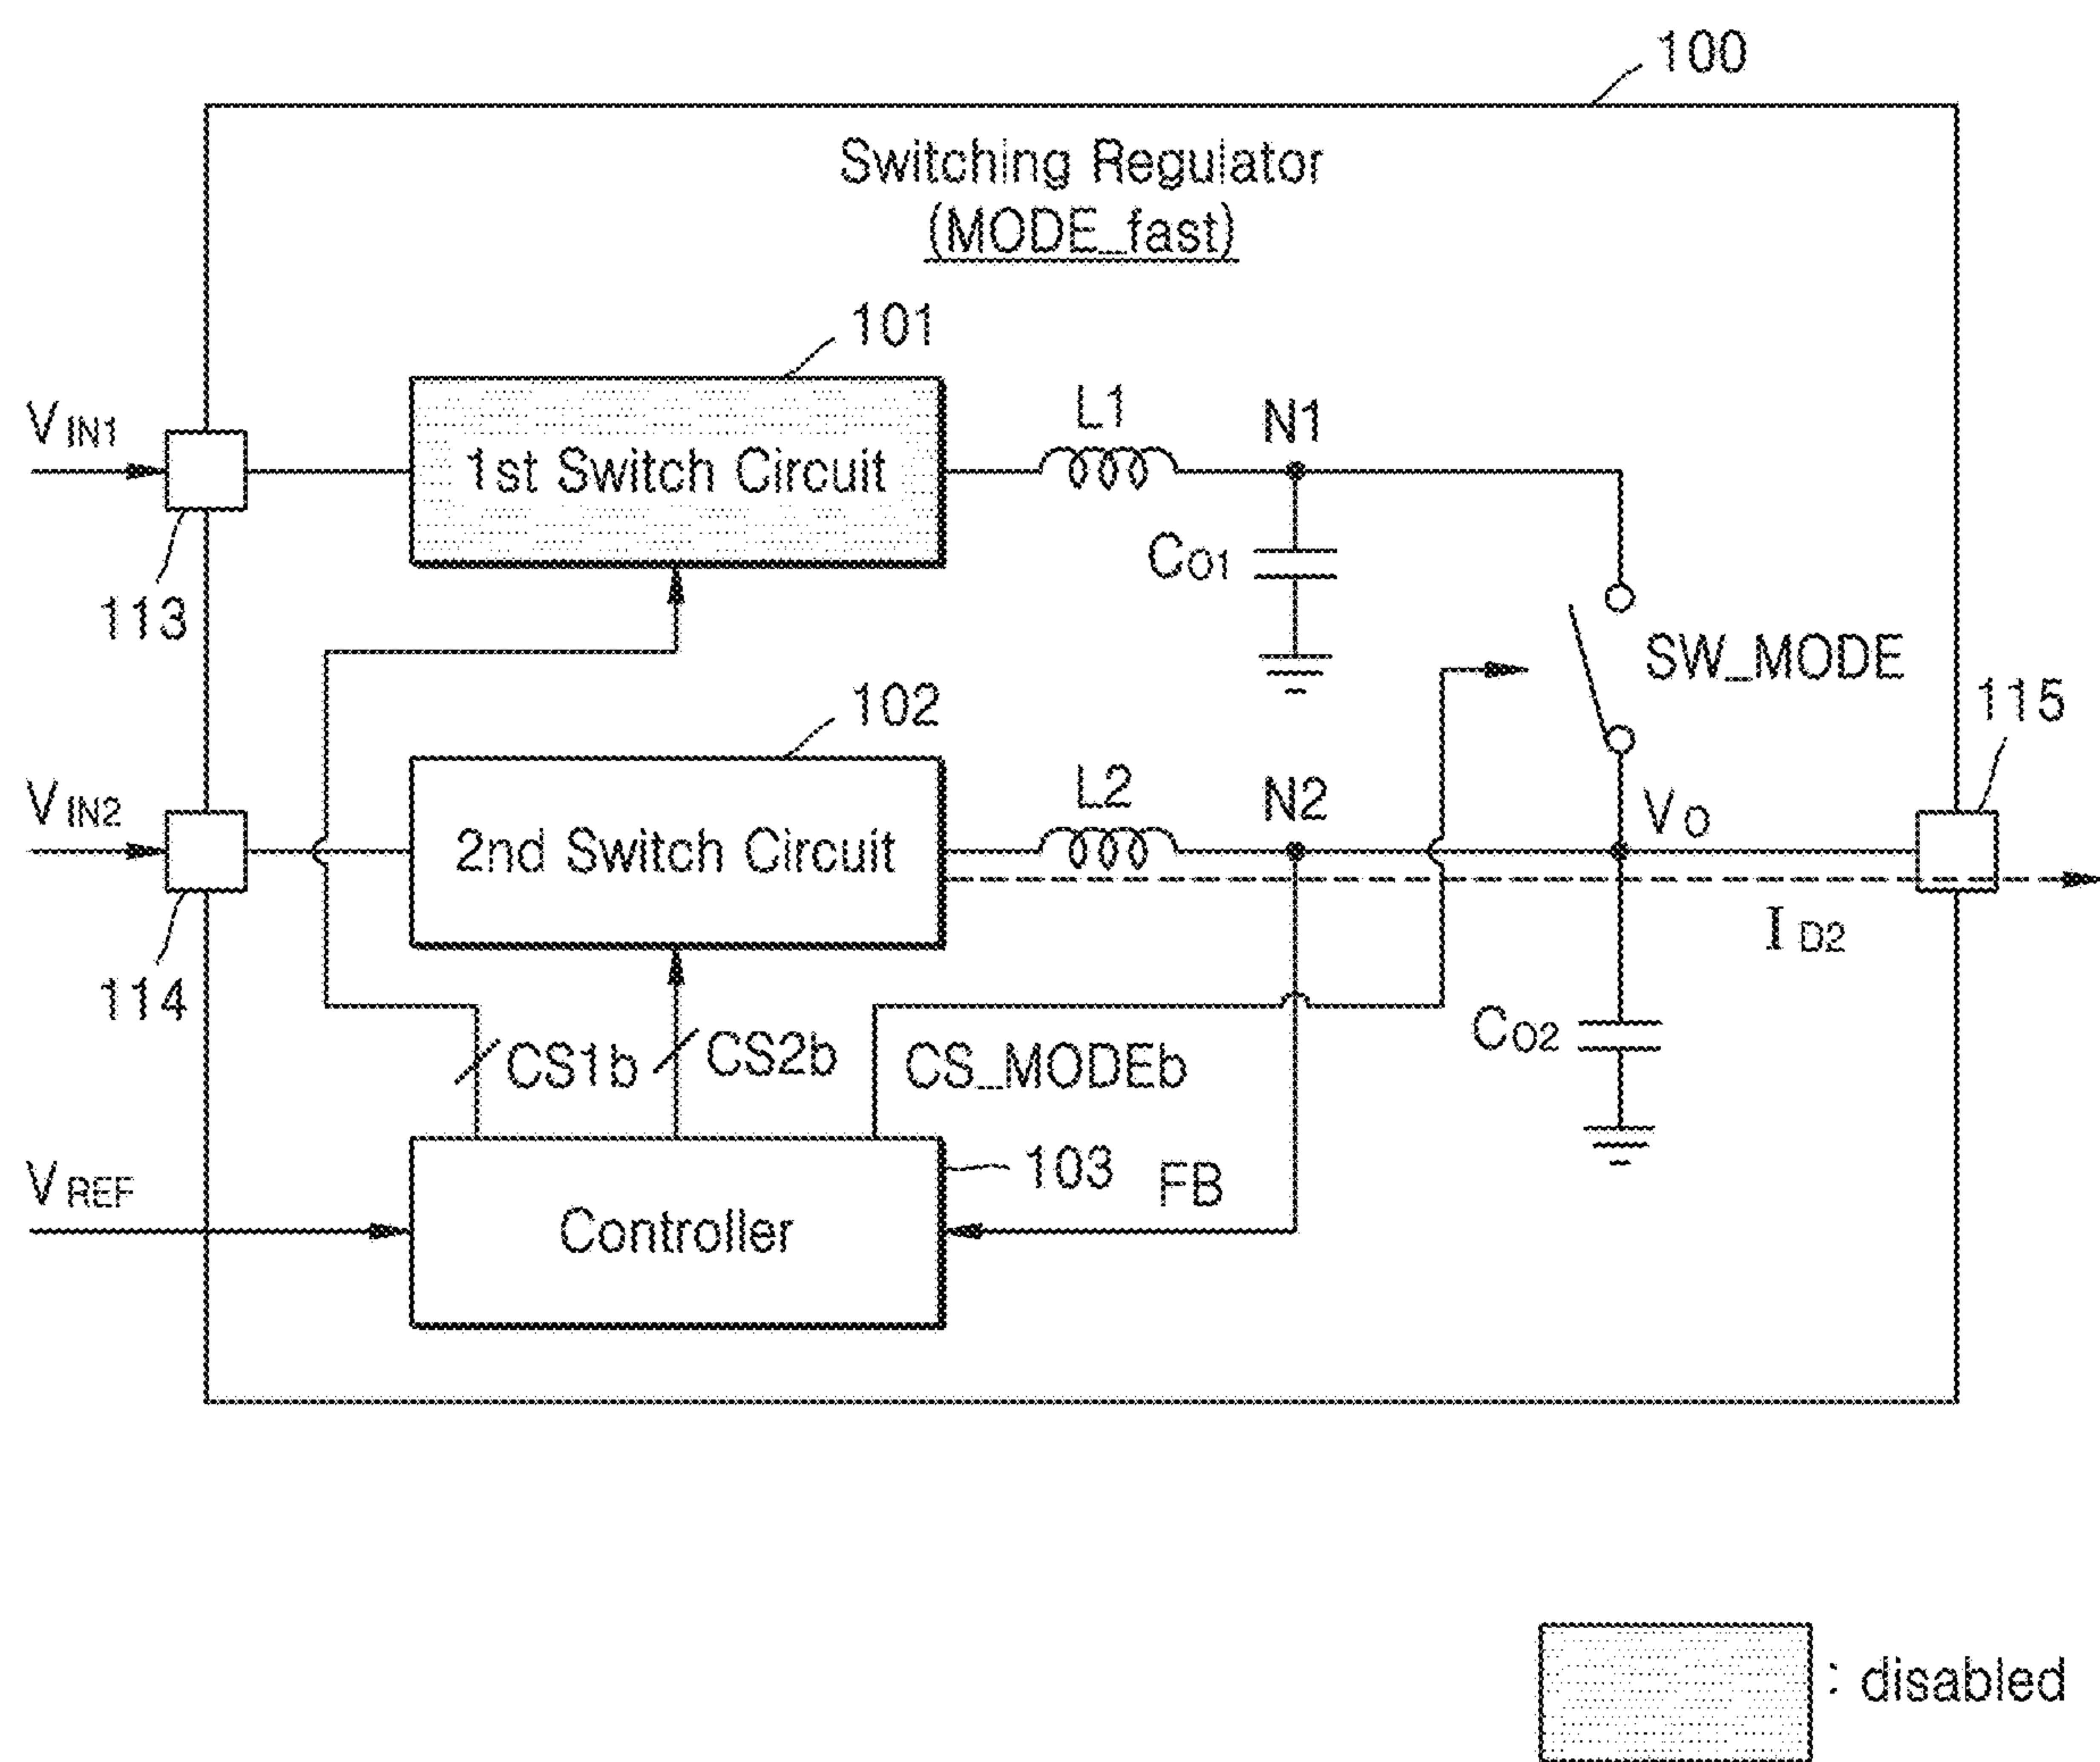 100
Switching Regulator
(MODE_fast)
101
VIN1
1st Switch Circuit
L1
N1
CO1
113
SW_MODE
102
115
VIN2
2nd Switch Circuit
L2
N2
VO
ID2
114
CS1b
CS2b
CS_MODEb
CO2
VREF
103
FB
Controller
: disabled